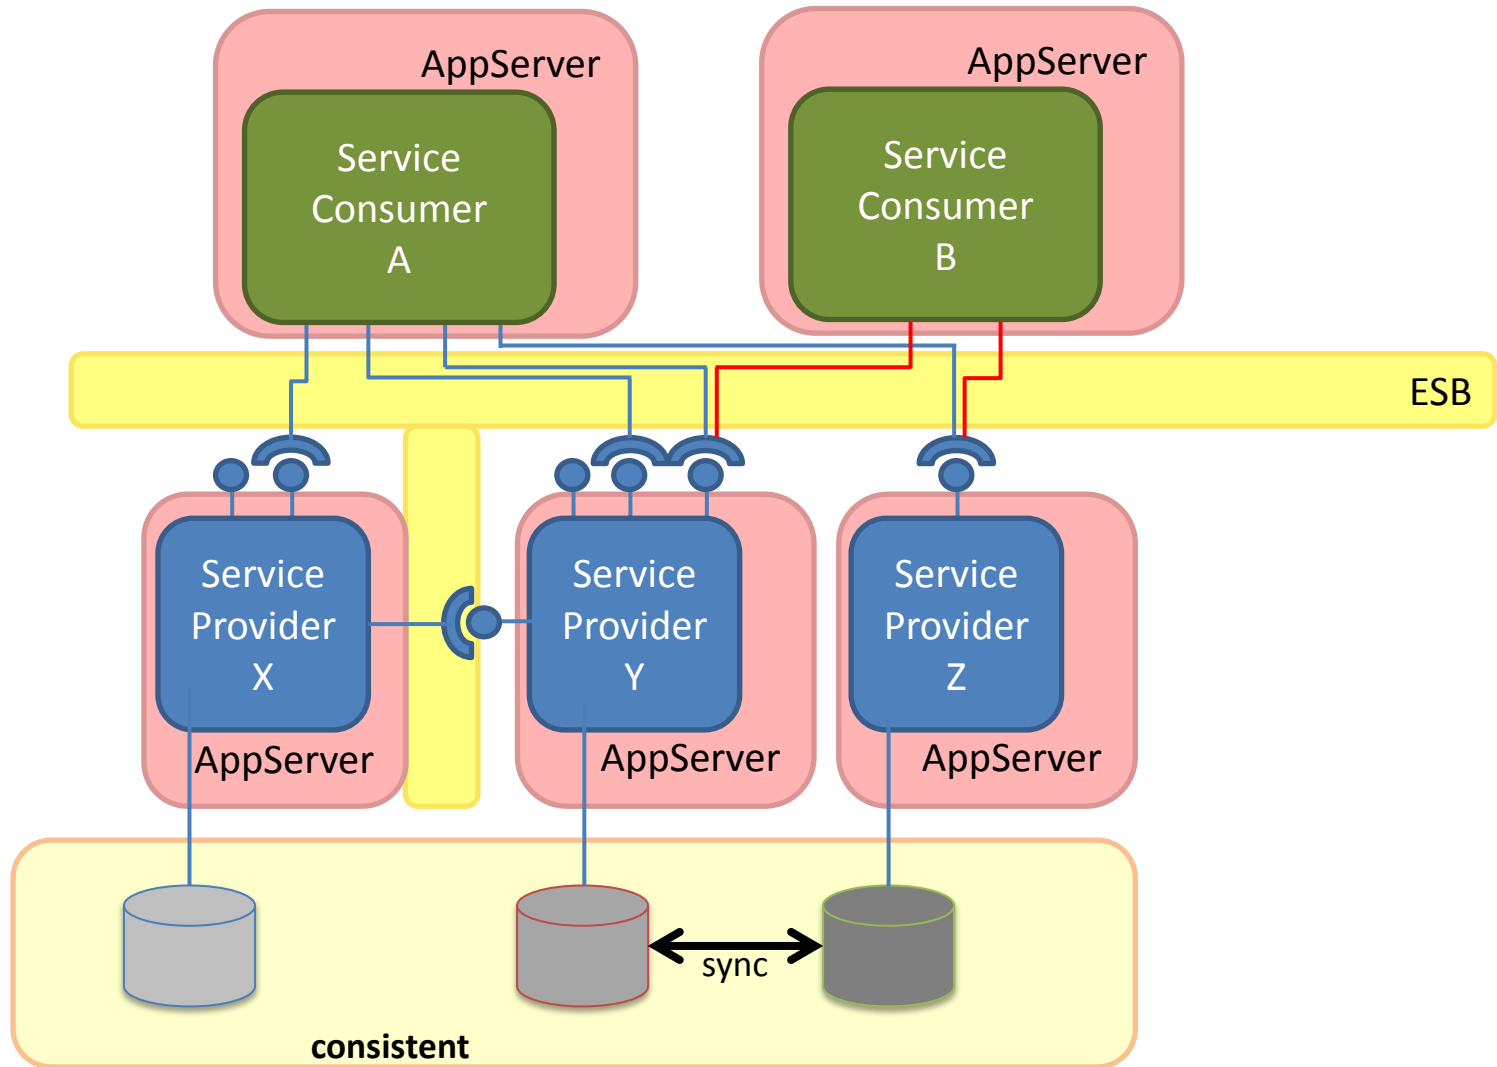 AppServer
Service
Consumer
A
AppServer
Service
Consumer
B
ESB
Service
Provider
X
AppServer
Service
Provider
Y
AppServer
Service
Provider
Z
AppServer
sync
consistent